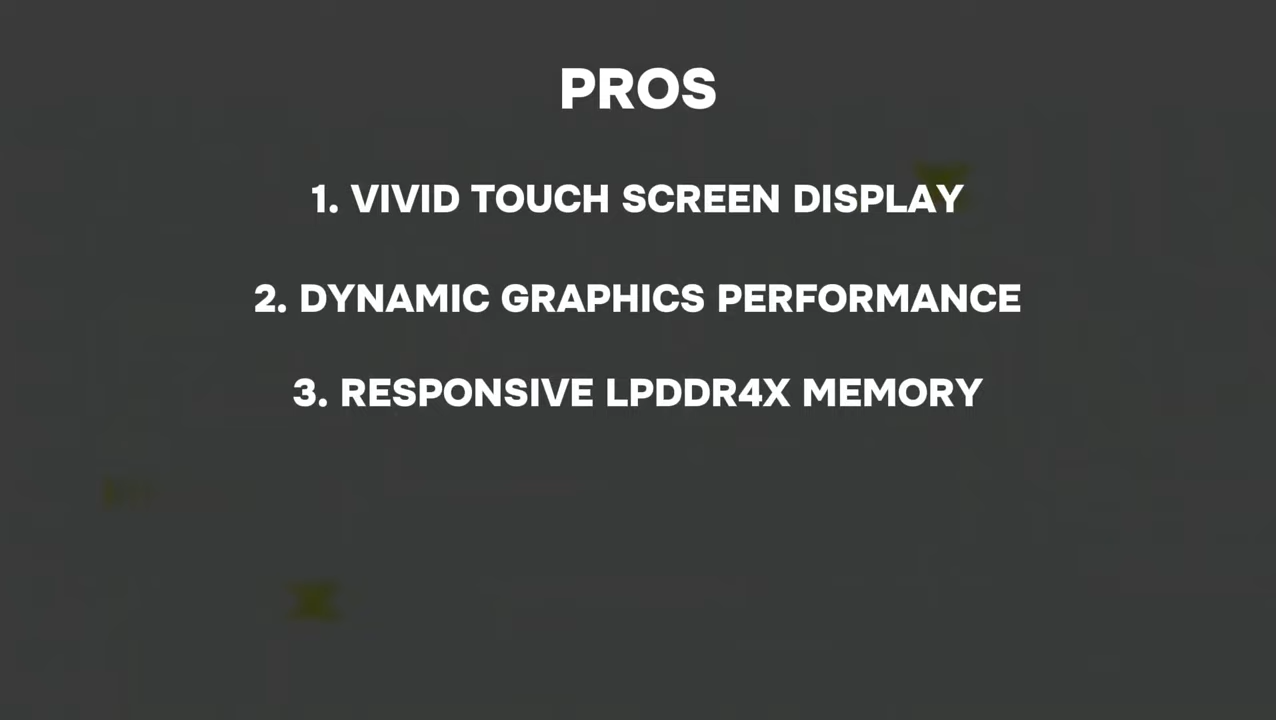 PROS
1. VIVID TOUCH SCREEN DISPLAY
2. DYNAMIC GRAPHICS PERFORMANCE
3. RESPONSIVE LPDDR4X MEMORY